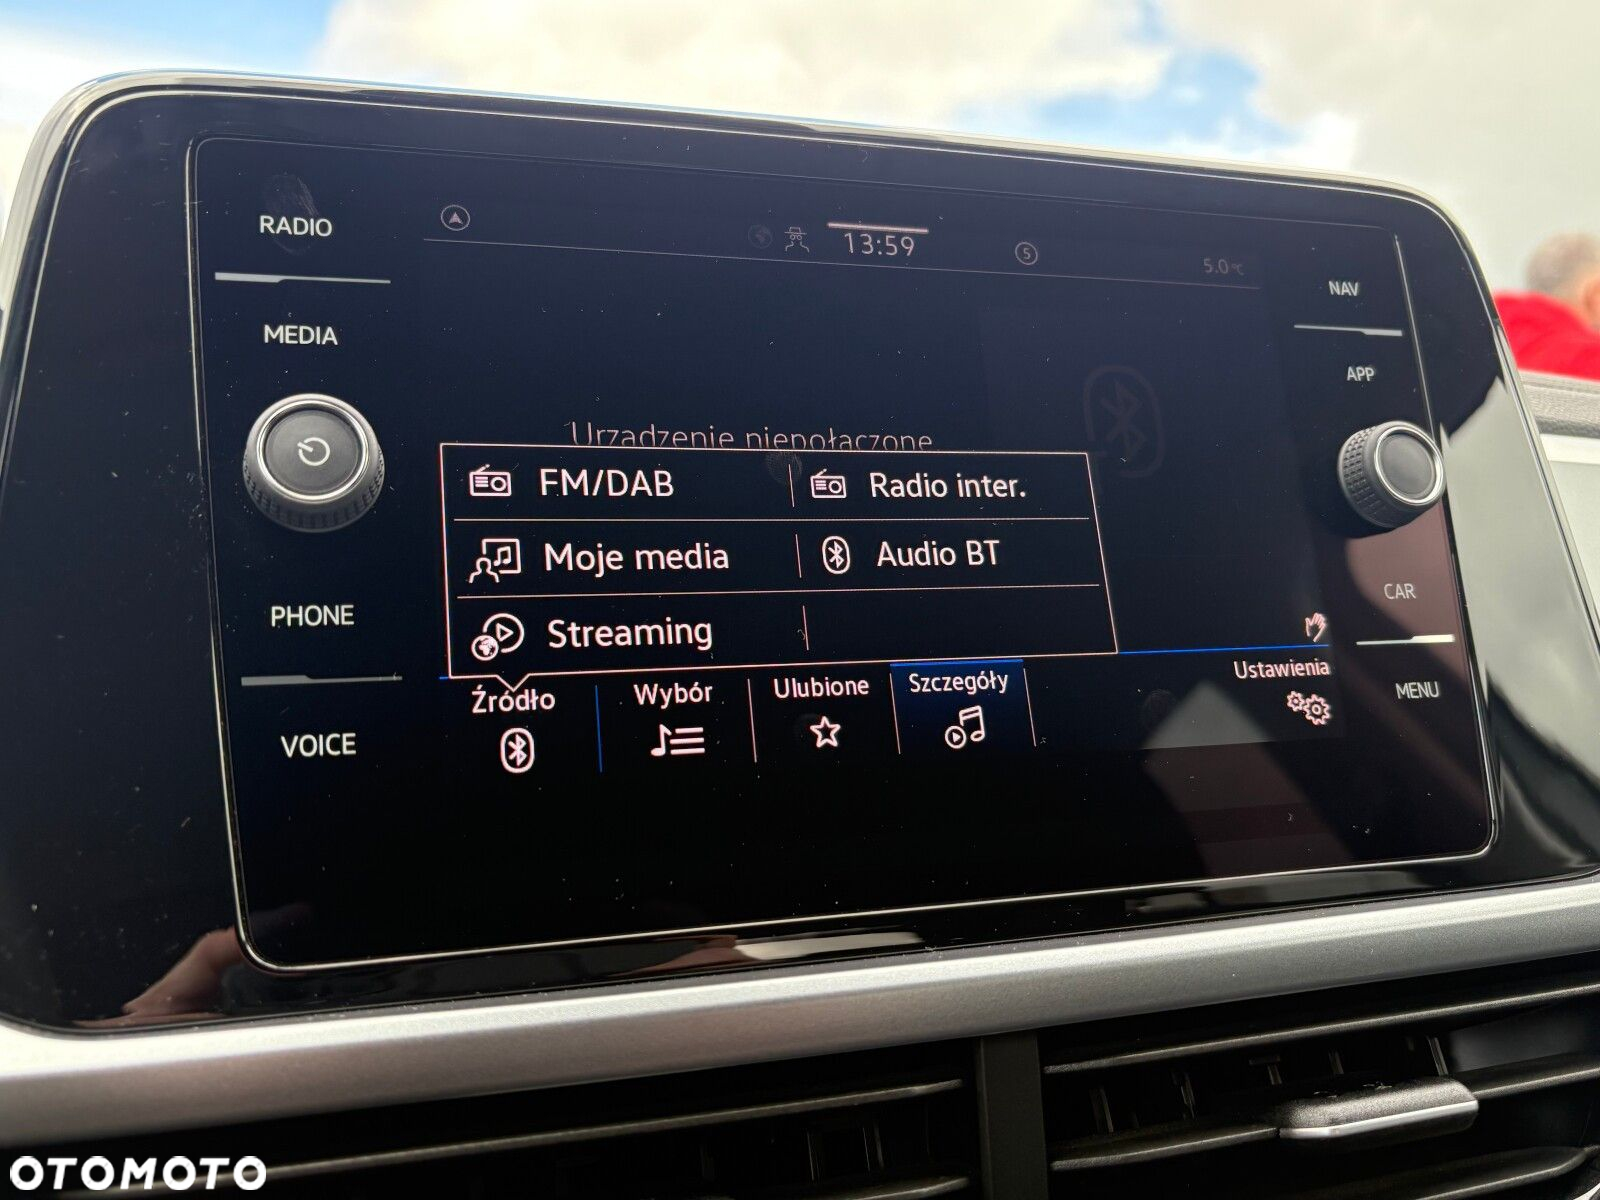 RADIO
MEDIA
PHONE
VOICE
13:59
5
5.0°C
NAV
APP
CAR
MENU
Urządzenie niepołączone
FM/DAB
Radio inter.
Moje media
Audio BT
Streaming
Źródło
Wybór
Ulubione
Szczegóły
Ustawienia
OTOMOTO